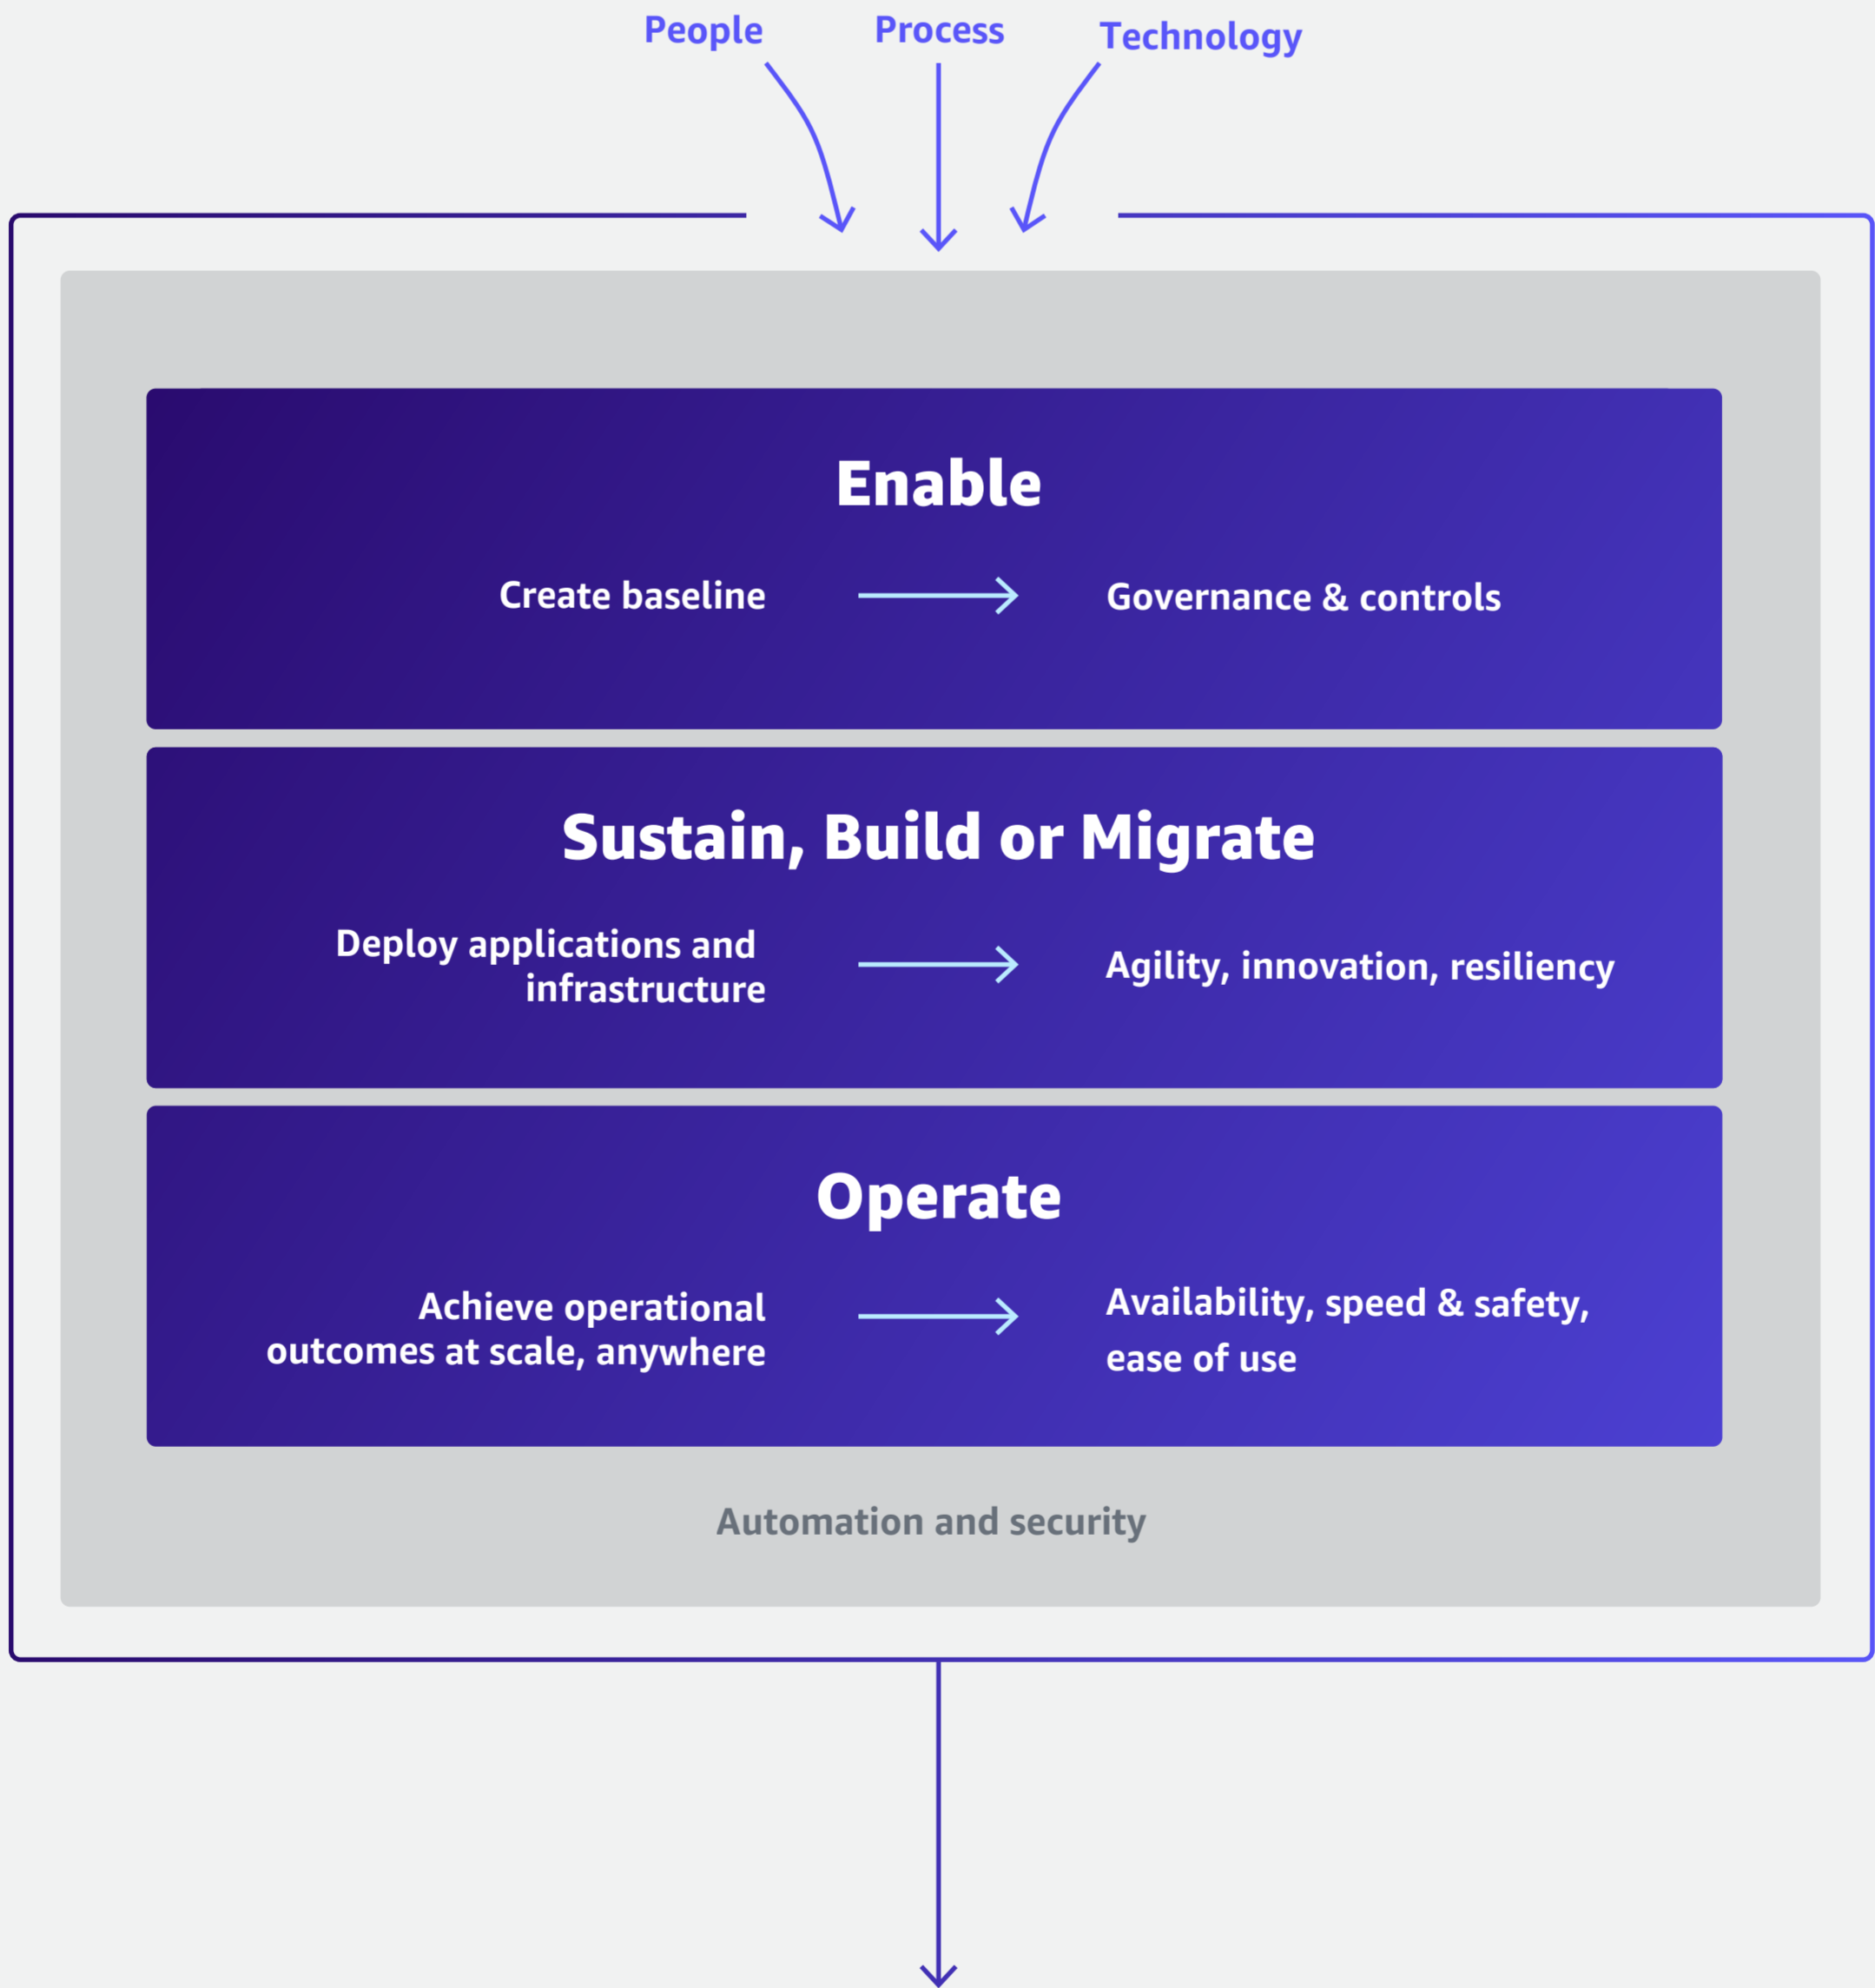 People
Process
Technology
Enable
Create baseline
Governance & controls
Sustain, Build or Migrate
Deploy applications and
infrastructure
Agility, innovation, resiliency
Operate
Achieve operational
outcomes at scale, anywhere
Availability, speed & safety,
ease of use
Automation and security